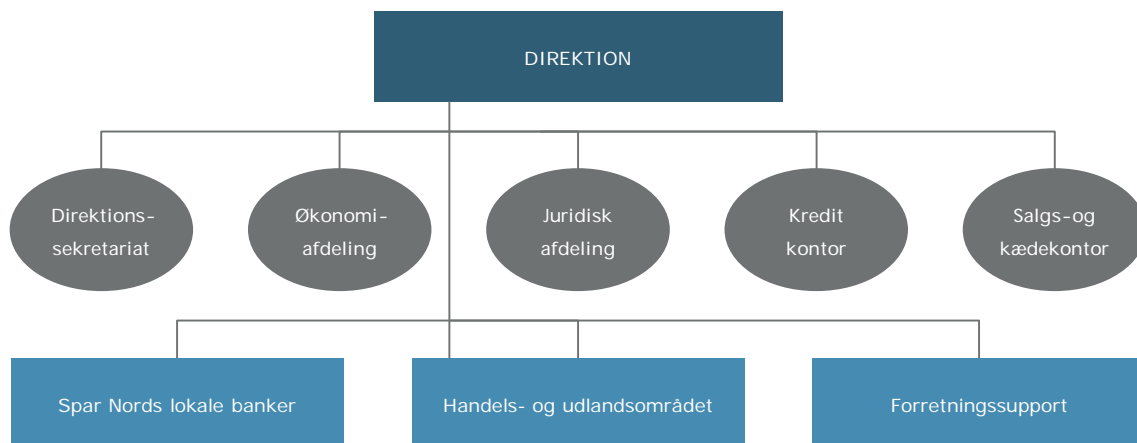 DIREKTION
Direktions-
sekretariat
Økonomi-
afdeling
Juridisk
afdeling
Kredit
kontor
Salgs-og
kædekontor
Spar Nords lokale banker
Handels- og udlandsområdet
Forretningssupport